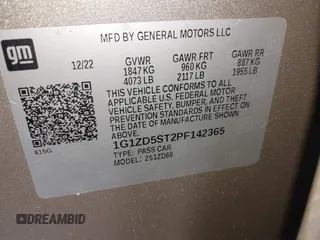 gm
MFD BY GENERAL MOTORS LLC
12/22
GVWR
1847 KG
4073 LB
GAWR FRT
960 KG
2117 LB
GAWR RR
887 KG
1955 LB
THIS VEHICLE CONFORMS TO ALL APPLICABLE
U.S. FEDERAL MOTOR
VEHICLE SAFETY, BUMPER, AND THEFT
PREVENTION STANDARDS IN EFFECT ON
THE DATE OF MANUFACTURE SHOWN ABOVE.
1G1ZD5ST2PF142365
TYPE: PASS CAR
MODEL: 251ZD69
815G
DREAMBID